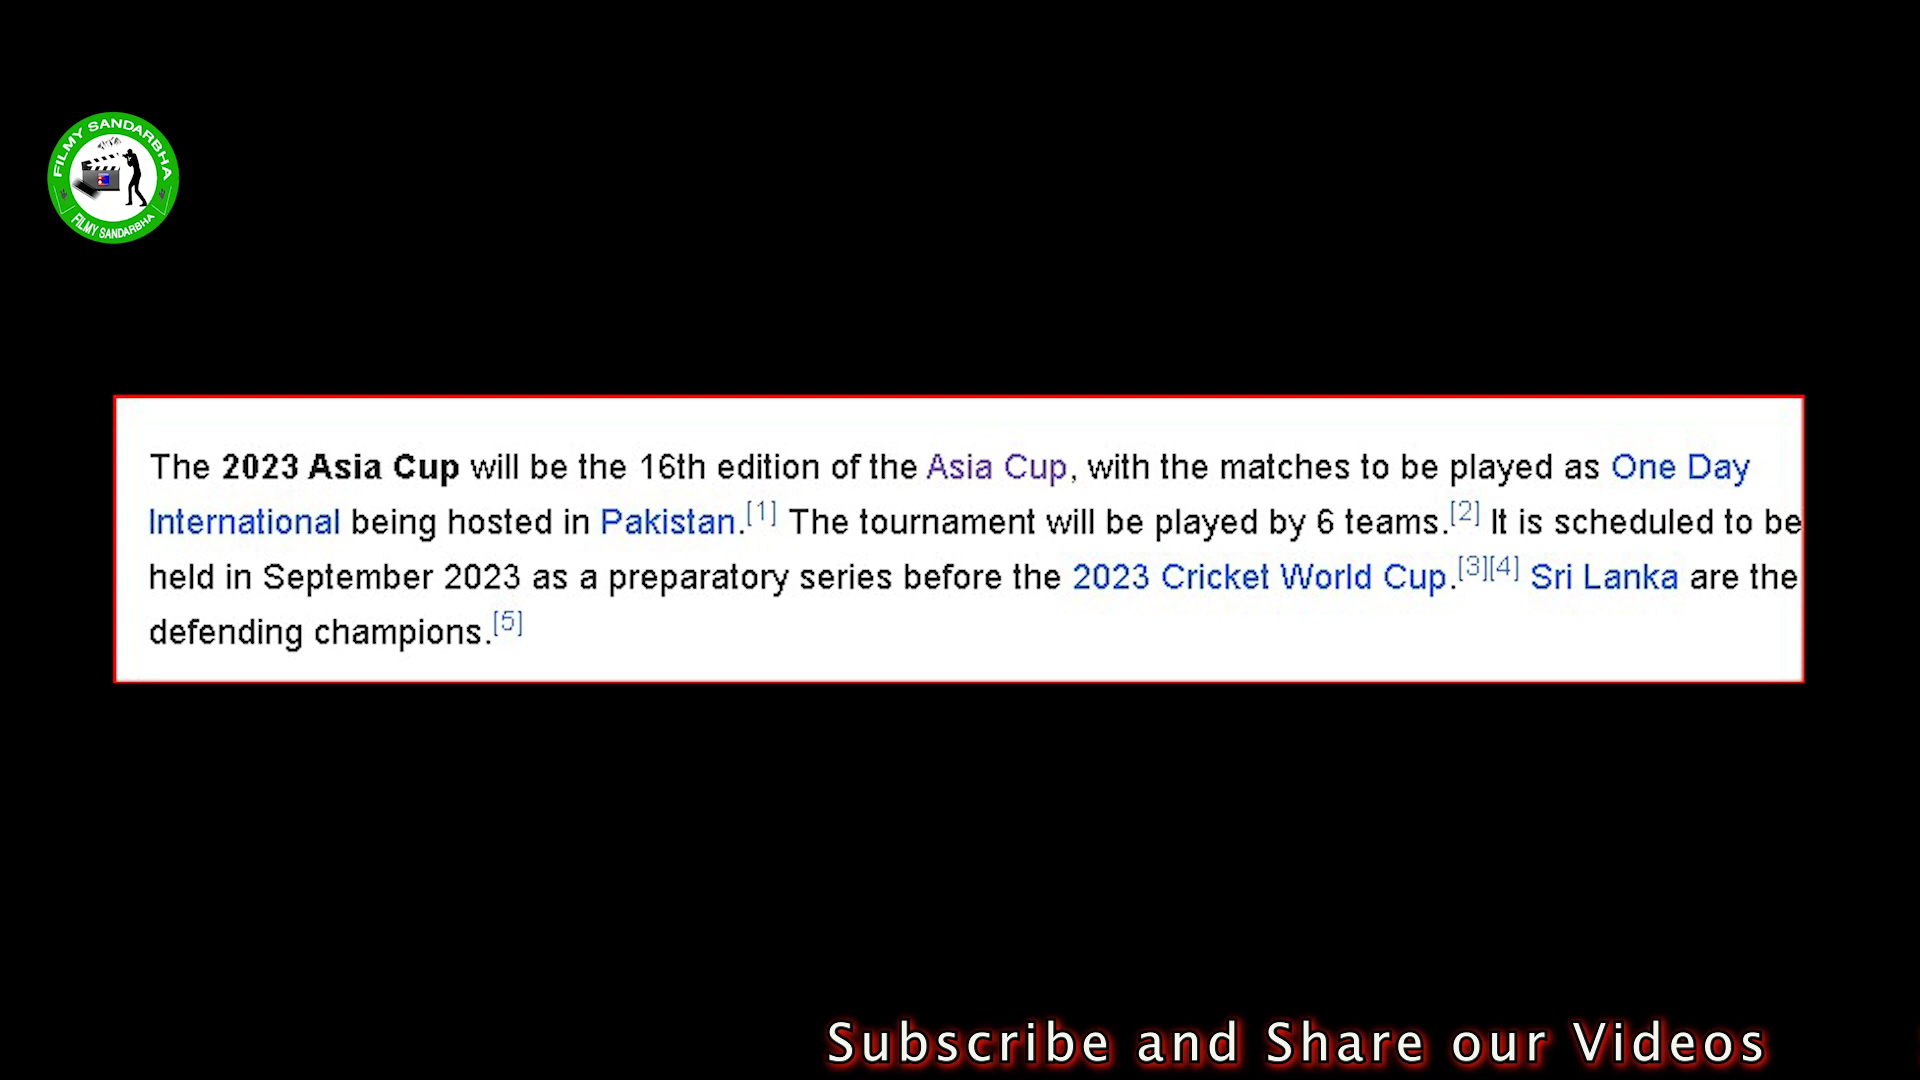 FILMY SANDARBHA
FILMY SANDARBHA
The 2023 Asia Cup will be the 16th edition of the Asia Cup, with the matches to be played as One Day
International being hosted in Pakistan.[1] The tournament will be played by 6 teams.[2] It is scheduled to be
held in September 2023 as a preparatory series before the 2023 Cricket World Cup.[3][4] Sri Lanka are the
defending champions.[5]
Subscribe and Share our Videos